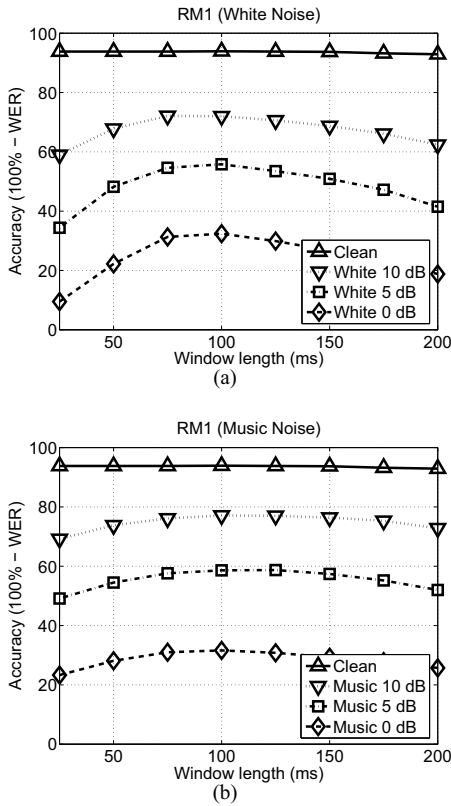 RM1 (White Noise)
100
80
60
40
20
0
Accuracy (100% − WER)
Clean
White 10 dB
White 5 dB
White 0 dB
50 100 150 200
Window length (ms)
(a)
RM1 (Music Noise)
100
80
60
40
20
0
Accuracy (100% − WER)
Clean
Music 10 dB
Music 5 dB
Music 0 dB
50 100 150 200
Window length (ms)
(b)